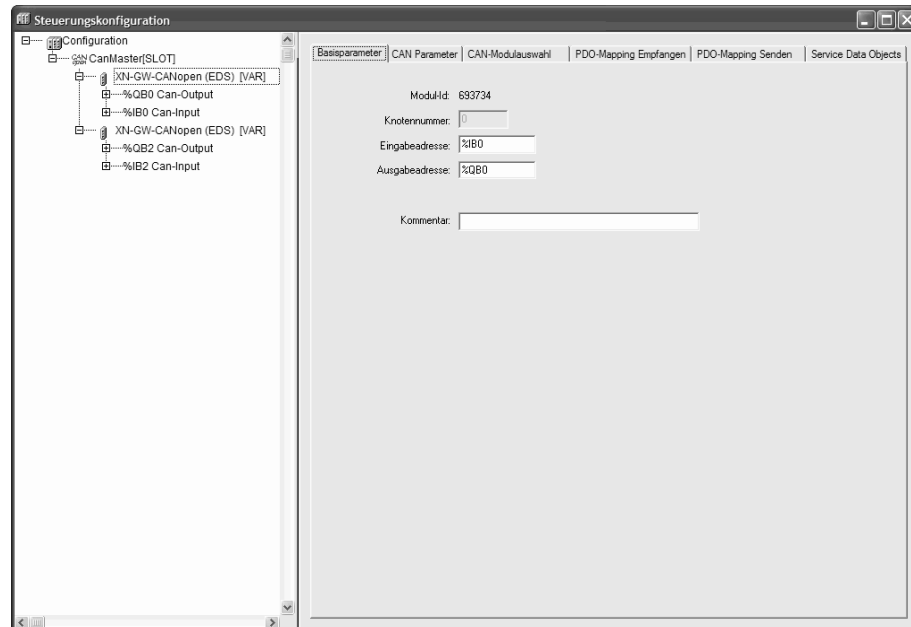 Steuerungskonfiguration
Configuration
CanMaster[SLOT]
XN-GW-CANopen (EDS) [VAR]
%QB0 Can-Output
%IB0 Can-Input
XN-GW-CANopen (EDS) [VAR]
%QB2 Can-Output
%IB2 Can-Input
Basisparameter
CAN Parameter
CAN-Modulauswahl
PDO-Mapping Empfangen
PDO-Mapping Senden
Service Data Objects
Modul-Id: 693734
Knotennummer: 0
Eingabeadresse: %IB0
Ausgabeadresse: %QB0
Kommentar: